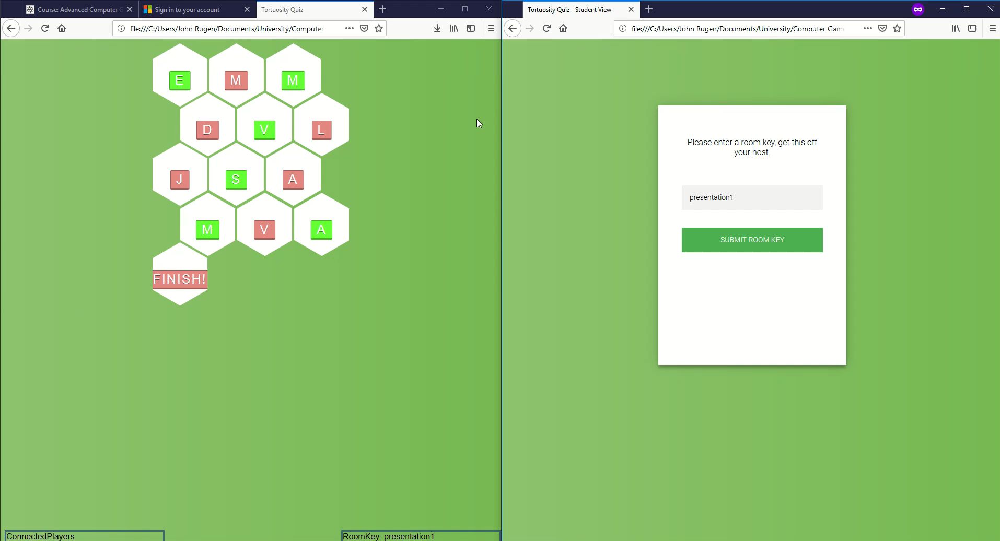 Course: Advanced Computer G
Sign in to your account
Tortuosity Quiz
file:///C:/Users/John Rugen/Documents/University/Computer
E
M
M
D
V
L
J
S
A
M
V
A
FINISH!
ConnectedPlayers
RoomKey: presentation1
Tortuosity Quiz - Student View
file:///C:/Users/John Rugen/Documents/University/Computer Game
Please enter a room key, get this off
your host.
presentation1
SUBMIT ROOM KEY